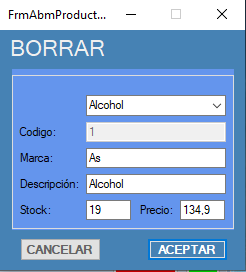 FrmAbmProduct...
BORRAR
Alcohol
Codigo: 1
Marca: As
Descripción: Alcohol
Stock: 19 Precio: 134,9
CANCELAR ACEPTAR